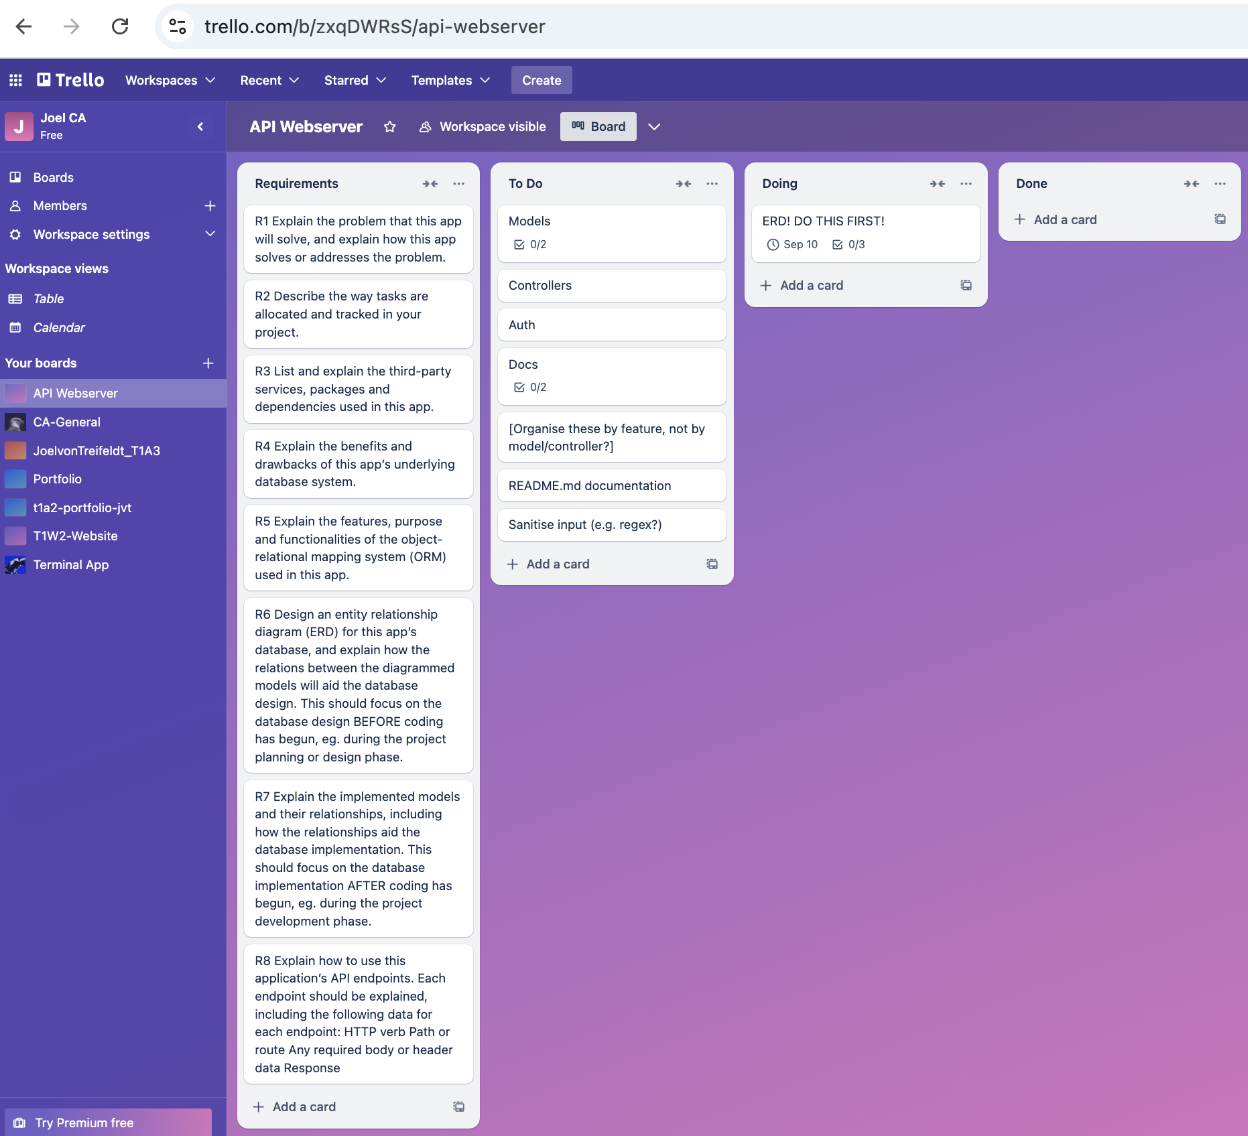 trello.com/b/zxqDWRsS/api-webserver
Trello
Workspaces
Recent
Starred
Templates
Create
J
Joel CA
Free
Boards
Members
Workspace settings
Workspace views
Table
Calendar
Your boards
API Webserver
CA-General
JoelvonTreifeldt_T1A3
Portfolio
t1a2-portfolio-jvt
T1W2-Website
Terminal App
Try Premium free
API Webserver
Workspace visible
Board
Requirements
R1 Explain the problem that this app
will solve, and explain how this app
solves or addresses the problem.
R2 Describe the way tasks are
allocated and tracked in your
project.
R3 List and explain the third-party
services, packages and
dependencies used in this app.
R4 Explain the benefits and
drawbacks of this app's underlying
database system.
R5 Explain the features, purpose
and functionalities of the object-
relational mapping system (ORM)
used in this app.
R6 Design an entity relationship
diagram (ERD) for this app's
database, and explain how the
relations between the diagrammed
models will aid the database
design. This should focus on the
database design BEFORE coding
has begun, eg. during the project
planning or design phase.
R7 Explain the implemented models
and their relationships, including
how the relationships aid the
database implementation. This
should focus on the database
implementation AFTER coding has
begun, eg. during the project
development phase.
R8 Explain how to use this
application's API endpoints. Each
endpoint should be explained,
including the following data for
each endpoint: HTTP verb Path or
route Any required body or header
data Response
Add a card
To Do
Models
0/2
Controllers
Auth
Docs
0/2
[Organise these by feature, not by
model/controller?]
README.md documentation
Sanitise input (e.g. regex?)
Add a card
Doing
ERD! DO THIS FIRST!
Sep 10 0/3
Add a card
Done
Add a card